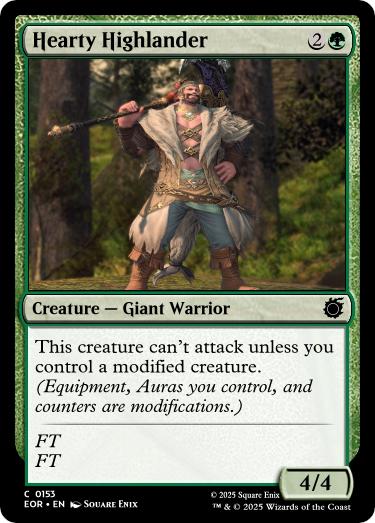 Hearty Highlander 2
Creature — Giant Warrior
This creature can't attack unless you
control a modified creature.
(Equipment, Auras you control, and
counters are modifications.)
FT
FT
4/4
C 0153
EOR • EN SQUARE ENIX
© 2025 Square Enix
™ & © 2025 Wizards of the Coast